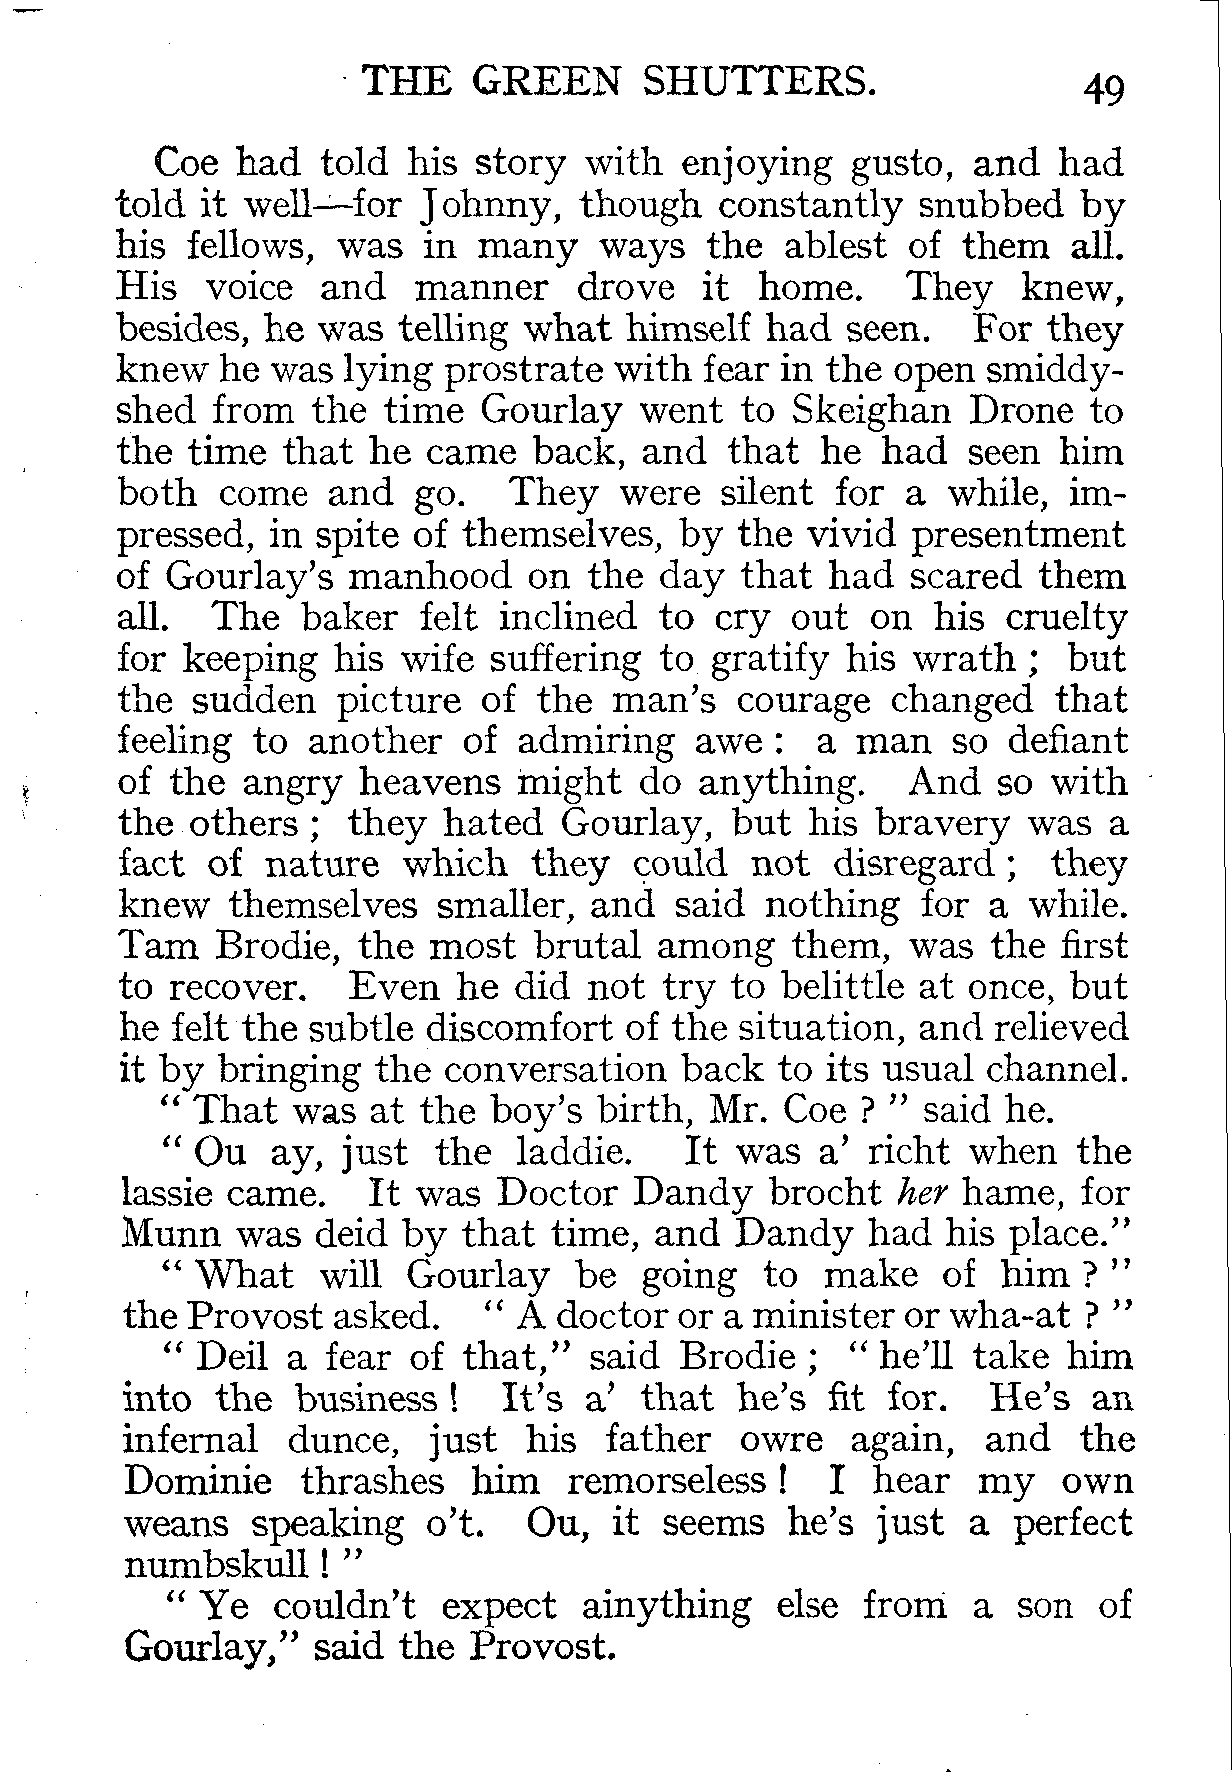 THE GREEN SHUTTERS. 49
Coe had told his story with enjoying gusto, and had
told it well—for Johnny, though constantly snubbed by
his fellows, was in many ways the ablest of them all.
His voice and manner drove it home. They knew,
besides, he was telling what himself had seen. For they
knew he was lying prostrate with fear in the open smiddy-
shed from the time Gourlay went to Skeighan Drone to
the time that he came back, and that he had seen him
both come and go. They were silent for a while, im-
pressed, in spite of themselves, by the vivid presentment
of Gourlay's manhood on the day that had scared them
all. The baker felt inclined to cry out on his cruelty
for keeping his wife suffering to gratify his wrath ; but
the sudden picture of the man's courage changed that
feeling to another of admiring awe : a man so defiant
of the angry heavens might do anything. And so with
the others ; they hated Gourlay, but his bravery was a
fact of nature which they could not disregard ; they
knew themselves smaller, and said nothing for a while.
Tam Brodie, the most brutal among them, was the first
to recover. Even he did not try to belittle at once, but
he felt the subtle discomfort of the situation, and relieved
it by bringing the conversation back to its usual channel.
" That was at the boy's birth, Mr. Coe ? " said he.
" Ou ay, just the laddie. It was a' richt when the
lassie came. It was Doctor Dandy brocht her hame, for
Munn was deid by that time, and Dandy had his place."
" What will Gourlay be going to make of him ? "
the Provost asked. " A doctor or a minister or wha-at ? "
" Deil a fear of that," said Brodie ; " he'll take him
into the business ! It's a' that he's fit for. He's an
infernal dunce, just his father owre again, and the
Dominie thrashes him remorseless ! I hear my own
weans speaking o't. Ou, it seems he's just a perfect
numbskull ! "
" Ye couldn't expect ainything else from a son of
Gourlay," said the Provost.